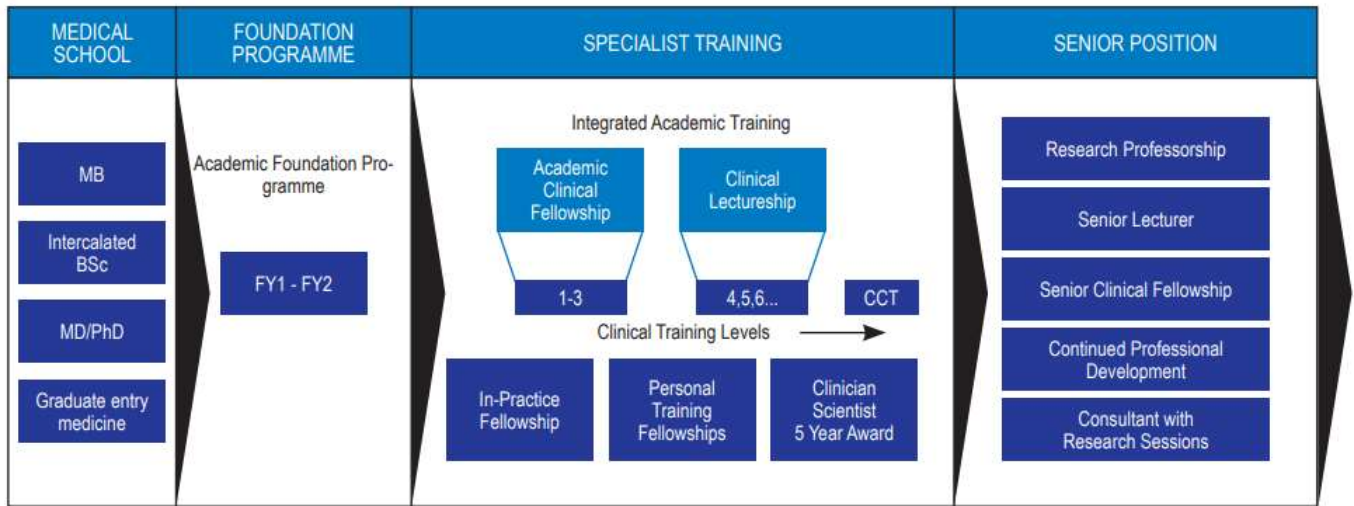 MEDICAL
SCHOOL
FOUNDATION
PROGRAMME
SPECIALIST TRAINING
SENIOR POSITION
MB
Intercalated
BSc
MD/PhD
Graduate entry
medicine
Academic Foundation Pro-
gramme
FY1 - FY2
Integrated Academic Training
Academic
Clinical
Fellowship
Clinical
Lectureship
1-3
4,5,6...
CCT
Clinical Training Levels
In-Practice
Fellowship
Personal
Training
Fellowships
Clinician
Scientist
5 Year Award
Research Professorship
Senior Lecturer
Senior Clinical Fellowship
Continued Professional
Development
Consultant with
Research Sessions